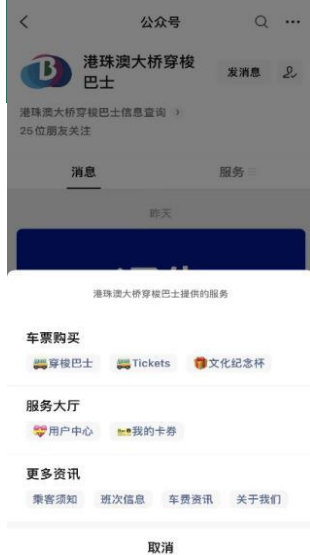 公众号
港珠澳大桥穿梭
巴士
发消息
港珠澳大桥穿梭巴士信息查询 >
25位朋友关注
消息 服务
昨天
港珠澳大桥穿梭巴士提供的服务
车票购买
穿梭巴士 Tickets 文化纪念杯
服务大厅
用户中心 我的卡券
更多资讯
乘客须知 班次信息 车费资讯 关于我们
取消